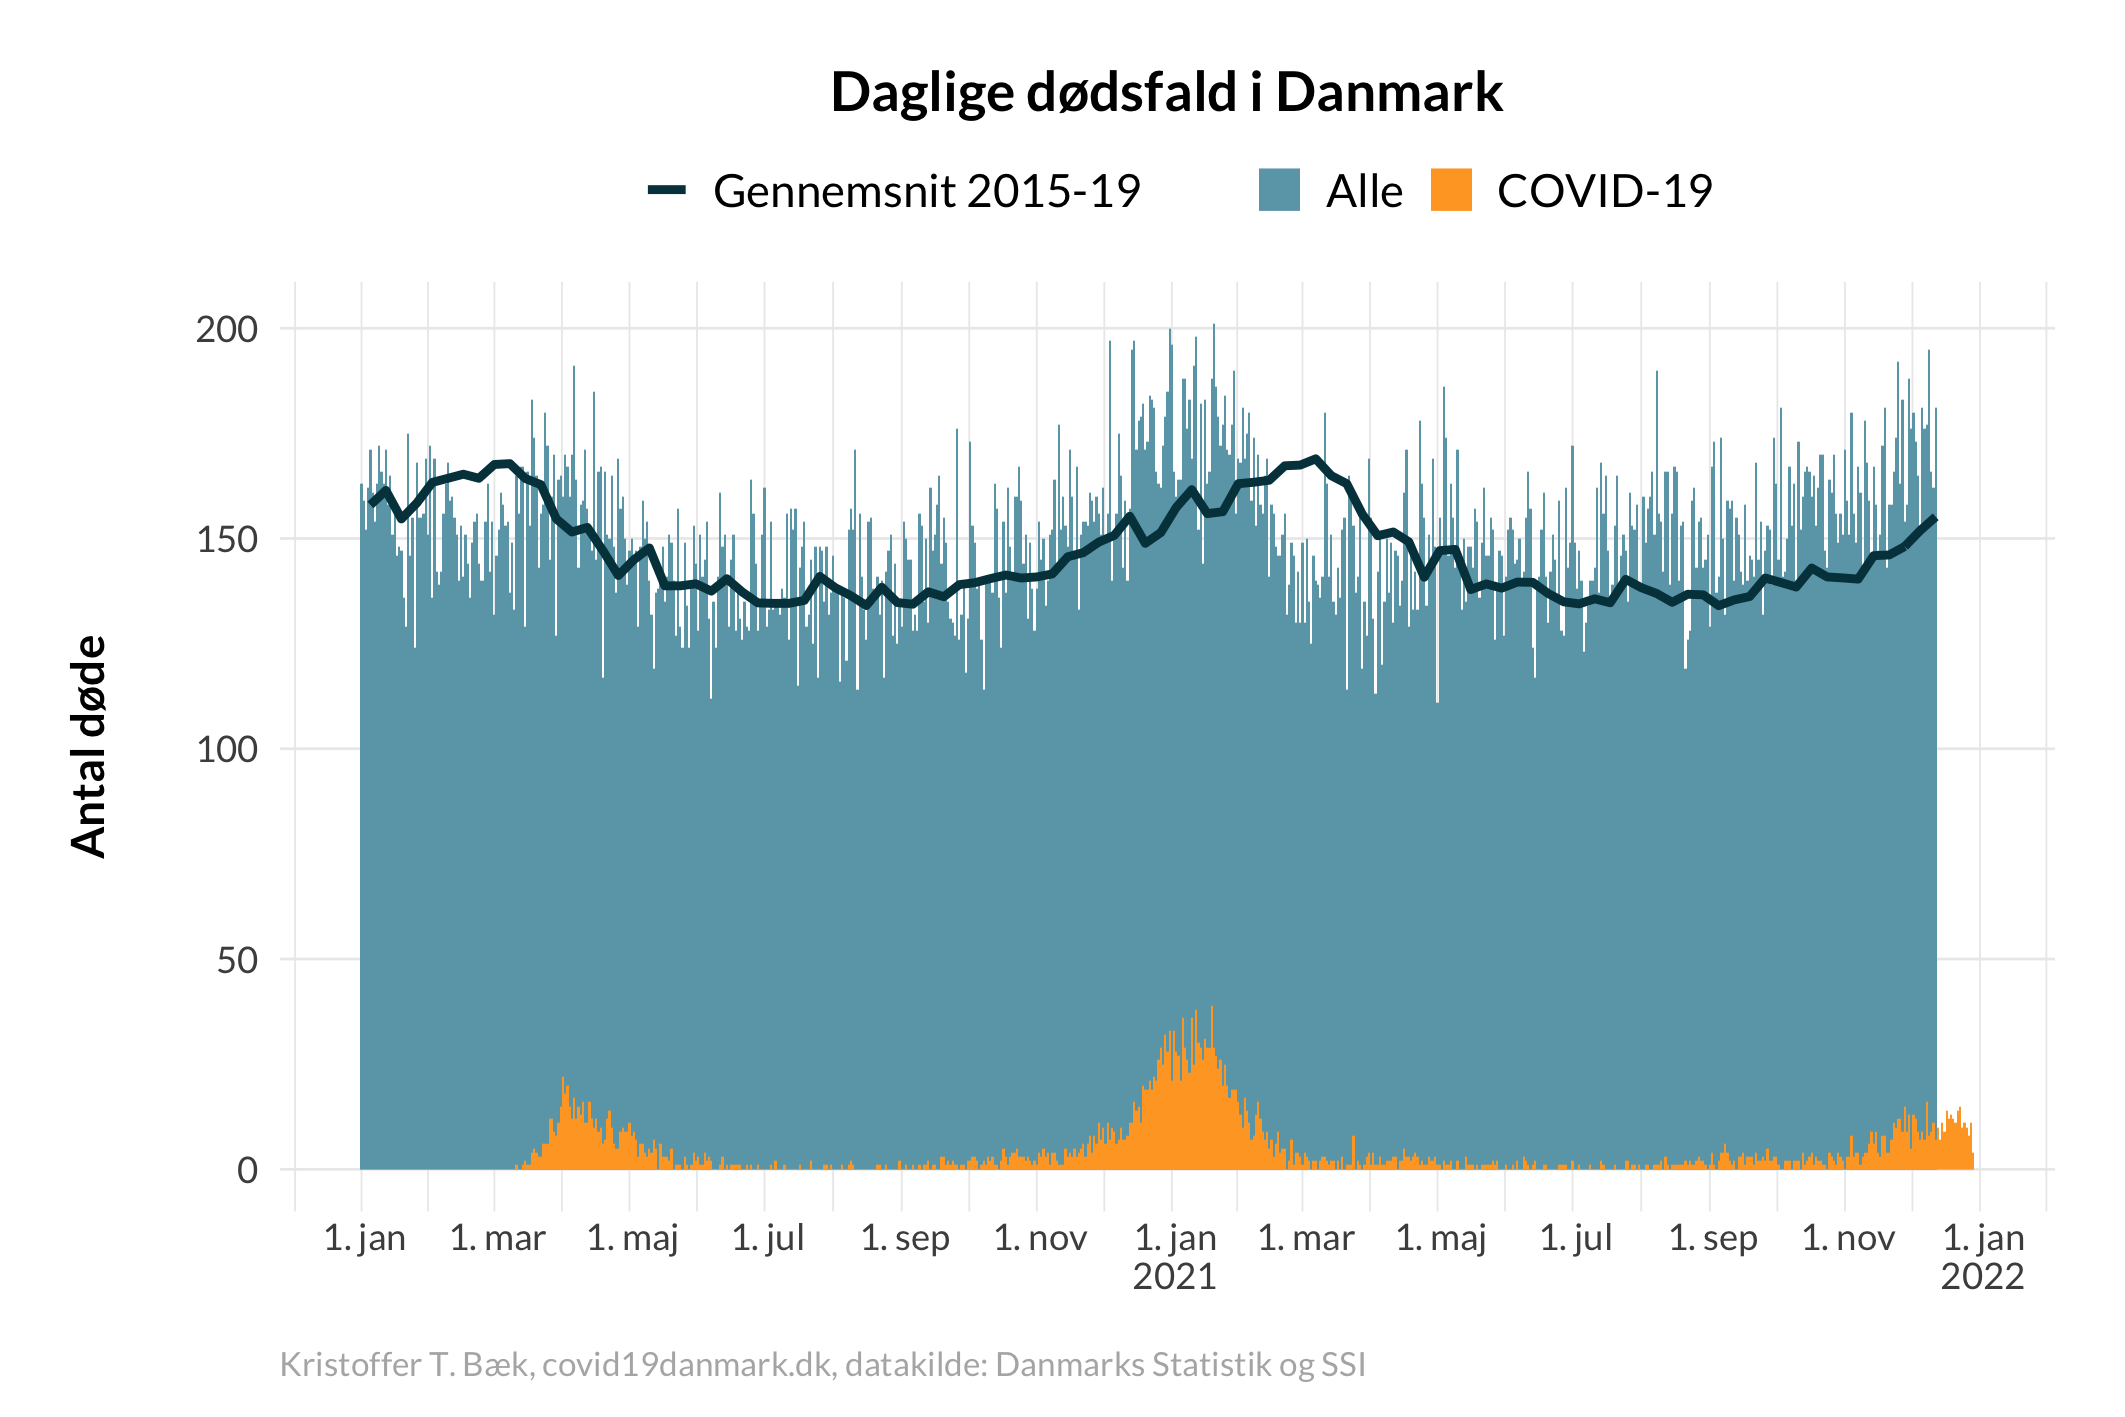 Daglige dødsfald i Danmark
Gennemsnit 2015-19 Alle COVID-19
Antal døde
200
150
100
50
0
1. jan 1. mar 1. maj 1. jul 1. sep 1. nov 1. jan 1. mar 1. maj 1. jul 1. sep 1. nov 1. jan
2021 2022
Kristoffer T. Bæk, covid19danmark.dk, datakilde: Danmarks Statistik og SSI